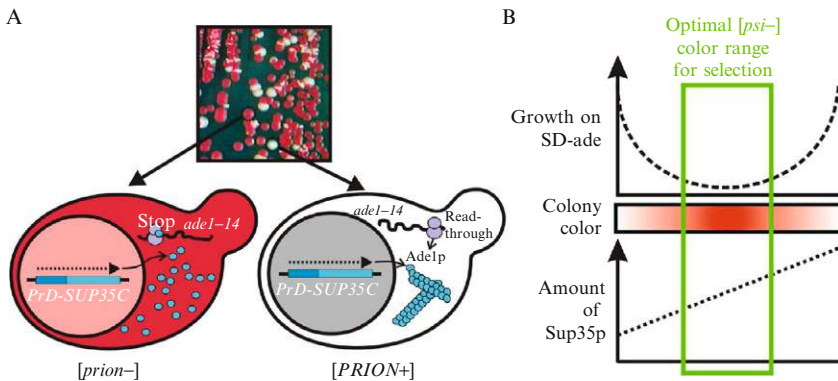 A
Stop
ade1–14
PrD-SUP35C
[prion–]
ade1–14
Read-
through
Ade1p
PrD-SUP35C
[PRION+]
B
Optimal [psi–]
color range
for selection
Growth on
SD-ade
Colony
color
Amount
of
Sup35p